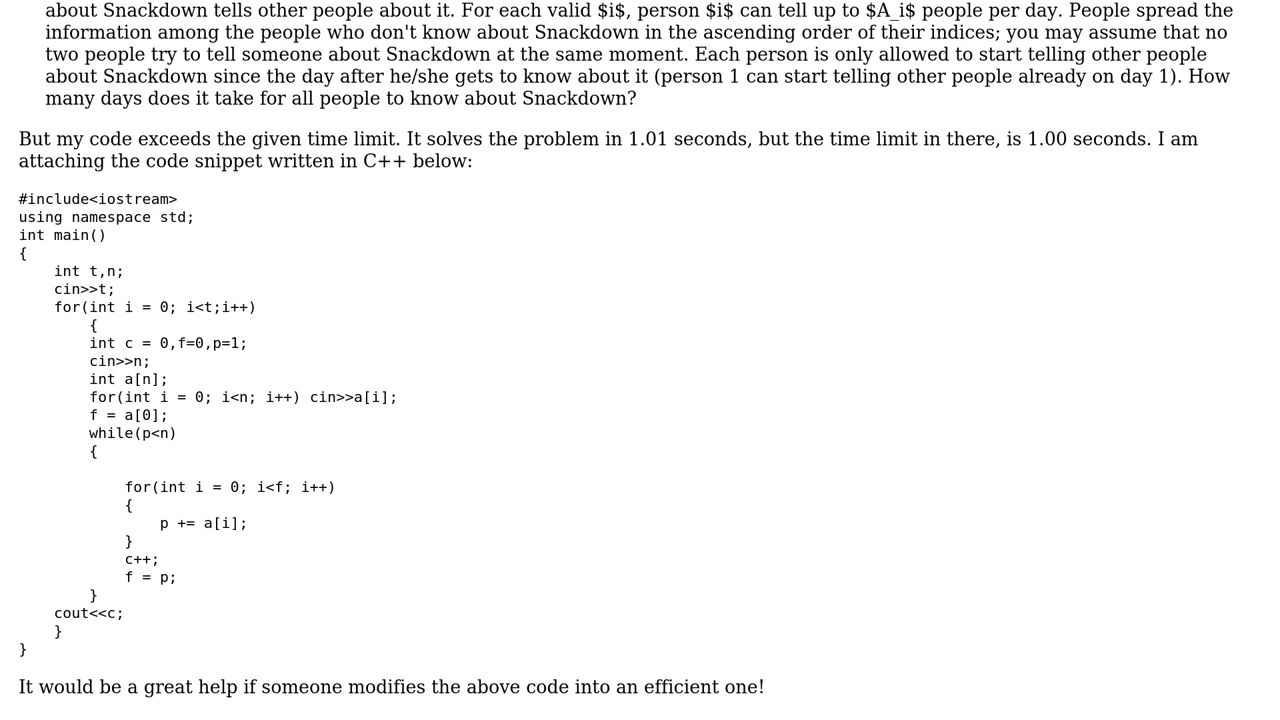 about Snackdown tells other people about it. For each valid $i$, person $i$ can tell up to $A_i$ people per day. People spread the
information among the people who don't know about Snackdown in the ascending order of their indices; you may assume that no
two people try to tell someone about Snackdown at the same moment. Each person is only allowed to start telling other people
about Snackdown since the day after he/she gets to know about it (person 1 can start telling other people already on day 1). How
many days does it take for all people to know about Snackdown?
But my code exceeds the given time limit. It solves the problem in 1.01 seconds, but the time limit in there, is 1.00 seconds. I am
attaching the code snippet written in C++ below:
#include<iostream>
using namespace std;
int main()
{
    int t,n;
    cin>>t;
    for(int i = 0; i<t;i++)
        {
        int c = 0,f=0,p=1;
        cin>>n;
        int a[n];
        for(int i = 0; i<n; i++) cin>>a[i];
        f = a[0];
        while(p<n)
        {
            for(int i = 0; i<f; i++)
            {
                p += a[i];
            }
            c++;
            f = p;
        }
    cout<<c;
    }
}
It would be a great help if someone modifies the above code into an efficient one!